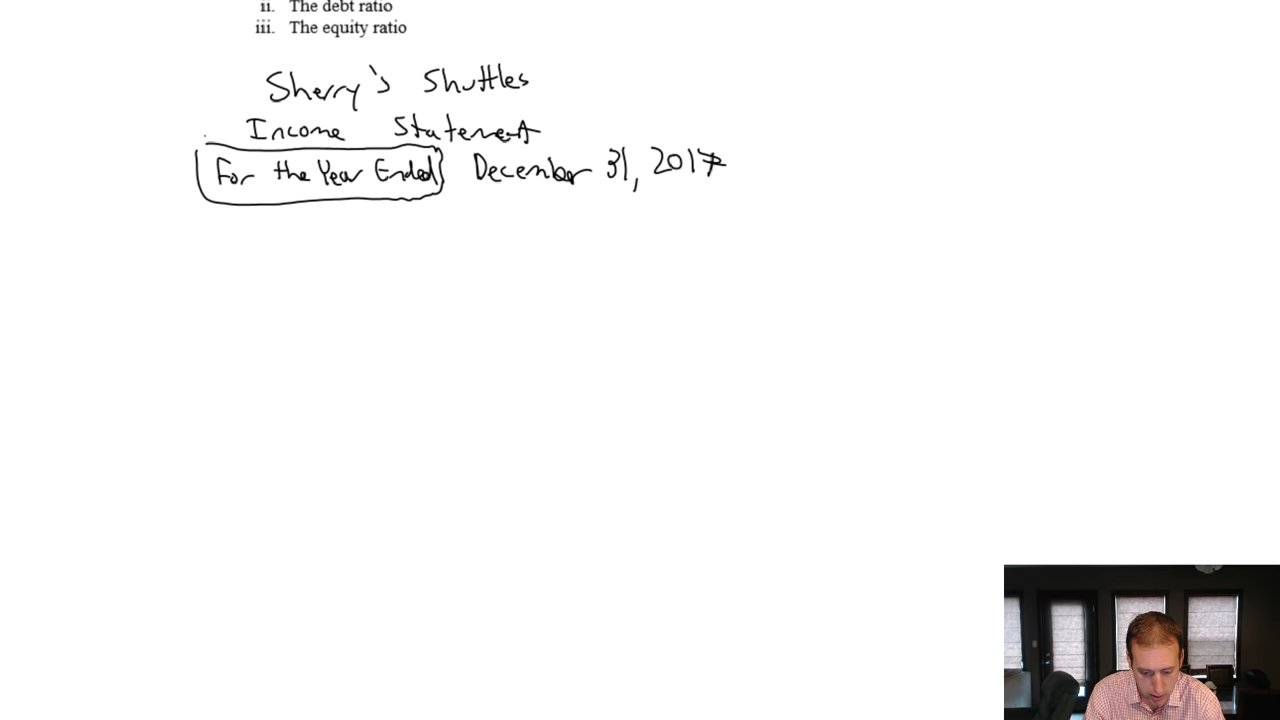 ii. The debt ratio
iii. The equity ratio
Sherry's Shuttles
Income Statement
For the Year Ended December 31, 2017